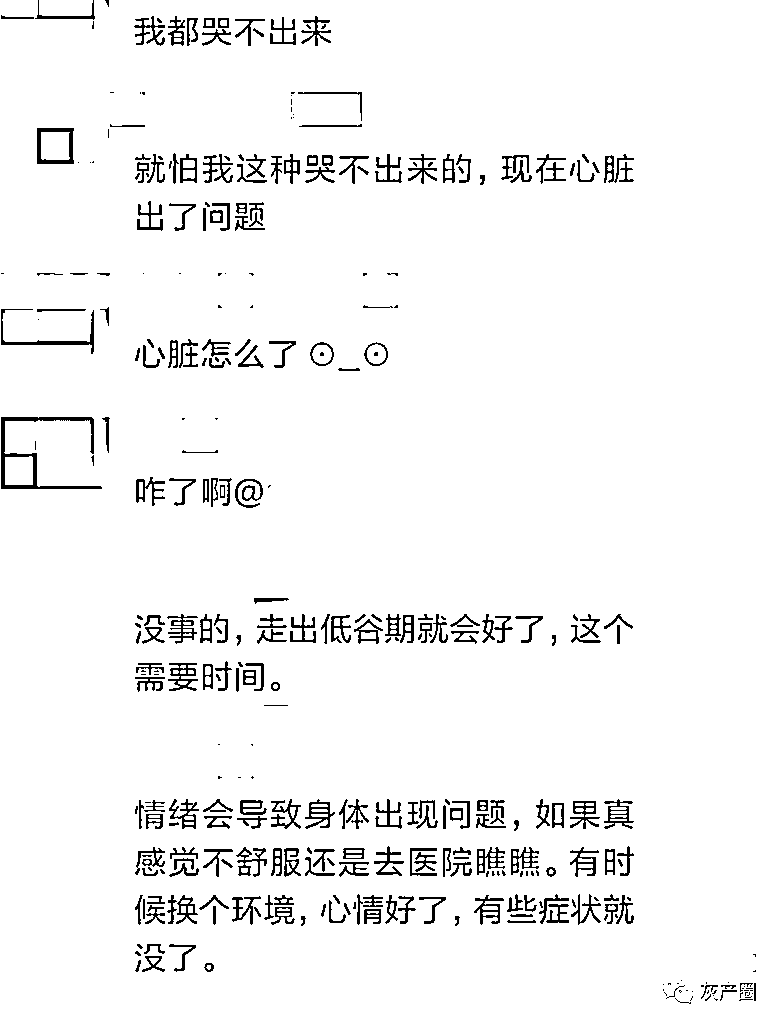 我都哭不出来
就怕我这种哭不出来的，现在心脏
出了问题
心脏怎么了 ⊙_⊙
咋了啊@
没事的，走出低谷期就会好了，这个
需要时间。
情绪会导致身体出现问题，如果真
感觉不舒服还是去医院瞧瞧。有时
候换个环境，心情好了，有些症状就
没了。
灰产圈